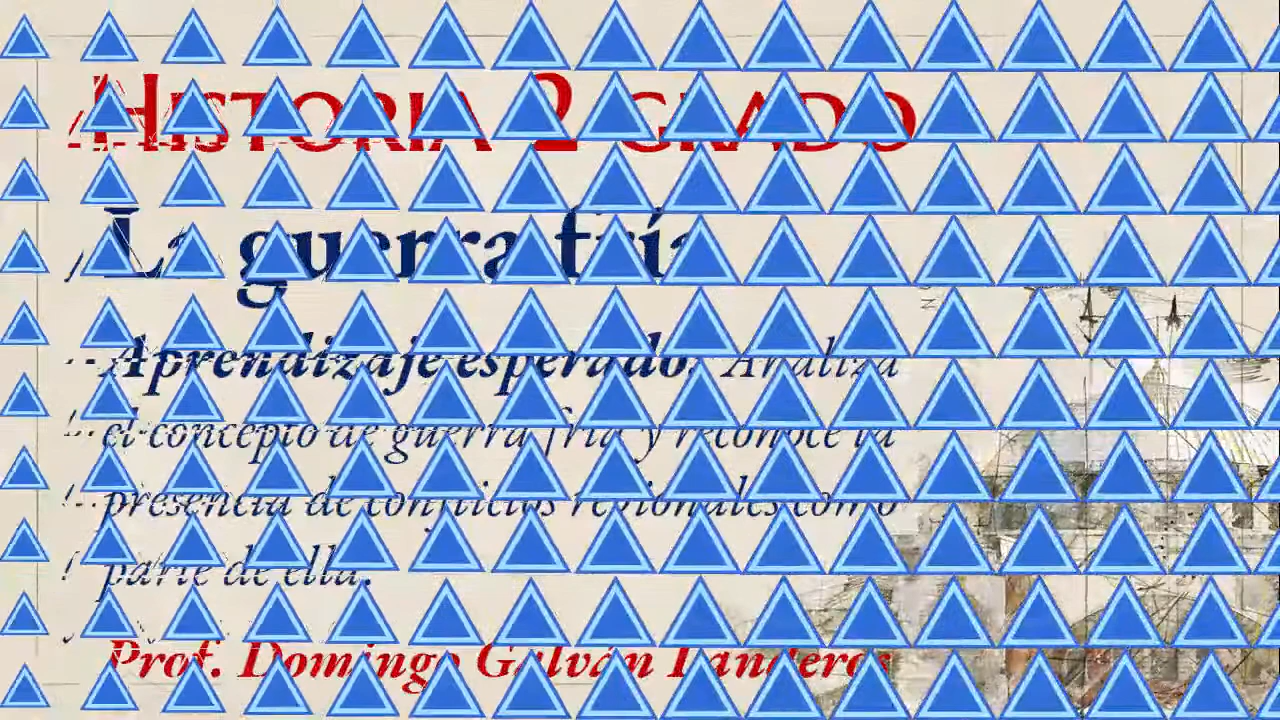 HISTORIA 2 GRADO
La guerra fría
Aprendizaje esperado: Analiza
el concepto de guerra fría y reconoce la
presencia de conflictos regionales como
parte de ella.
Prof. Domingo Galván Landeros